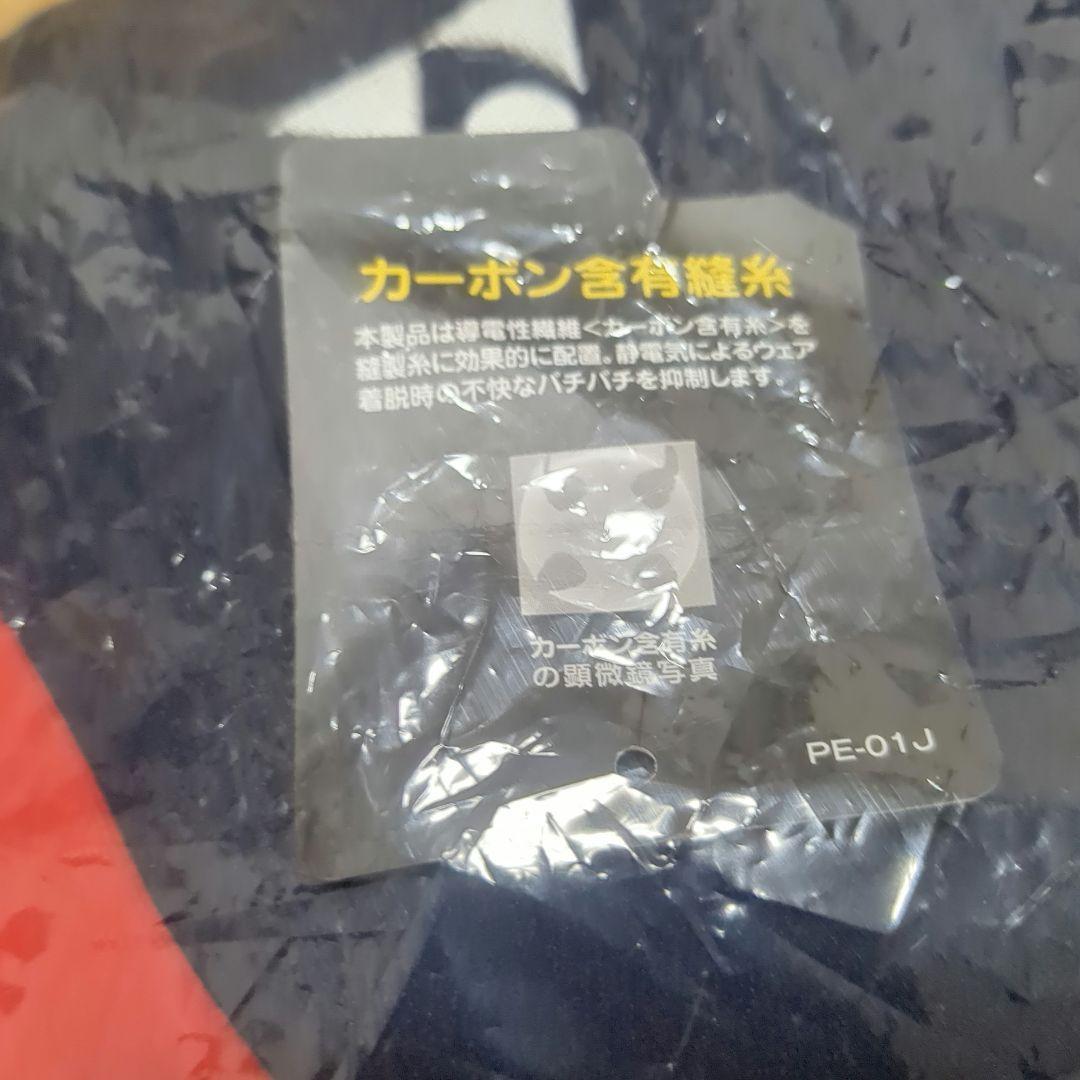 カーボン含有縫糸
本製品は導電性繊維<カーボン含有糸>を
縫製糸に効果的に配置。静電気によるウェア
着脱時の不快なパチパチを抑制します。
カーボン含有糸
の顕微鏡写真
PE-01J